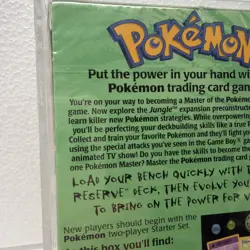 POKéMON
Put the power in your hand wi
Pokémon trading card gam
You're on your way to becoming a Master of the Pokémo
game. Now explore the Jungle™ expansion preconstructe
learn killer new Pokémon strategies. While overpowerin
you'll be perfecting your deckbuilding skills like a true P
Collect and train your favorite Pokémon and they'll fight y
using the special attacks you've seen in the Game Boy® ga
animated TV show! Do you have the skills to become the
one Pokémon Master? Master the Pokémon trading card
LOAD YOUR BENCH QUICKLY WITH T
RESERVE™ DECK, THEN EVOLVE YOU
TO BRING ON THE POWER FOR V
New players should begin with the
Pokémon two-player Starter Set.
this box you'll find: